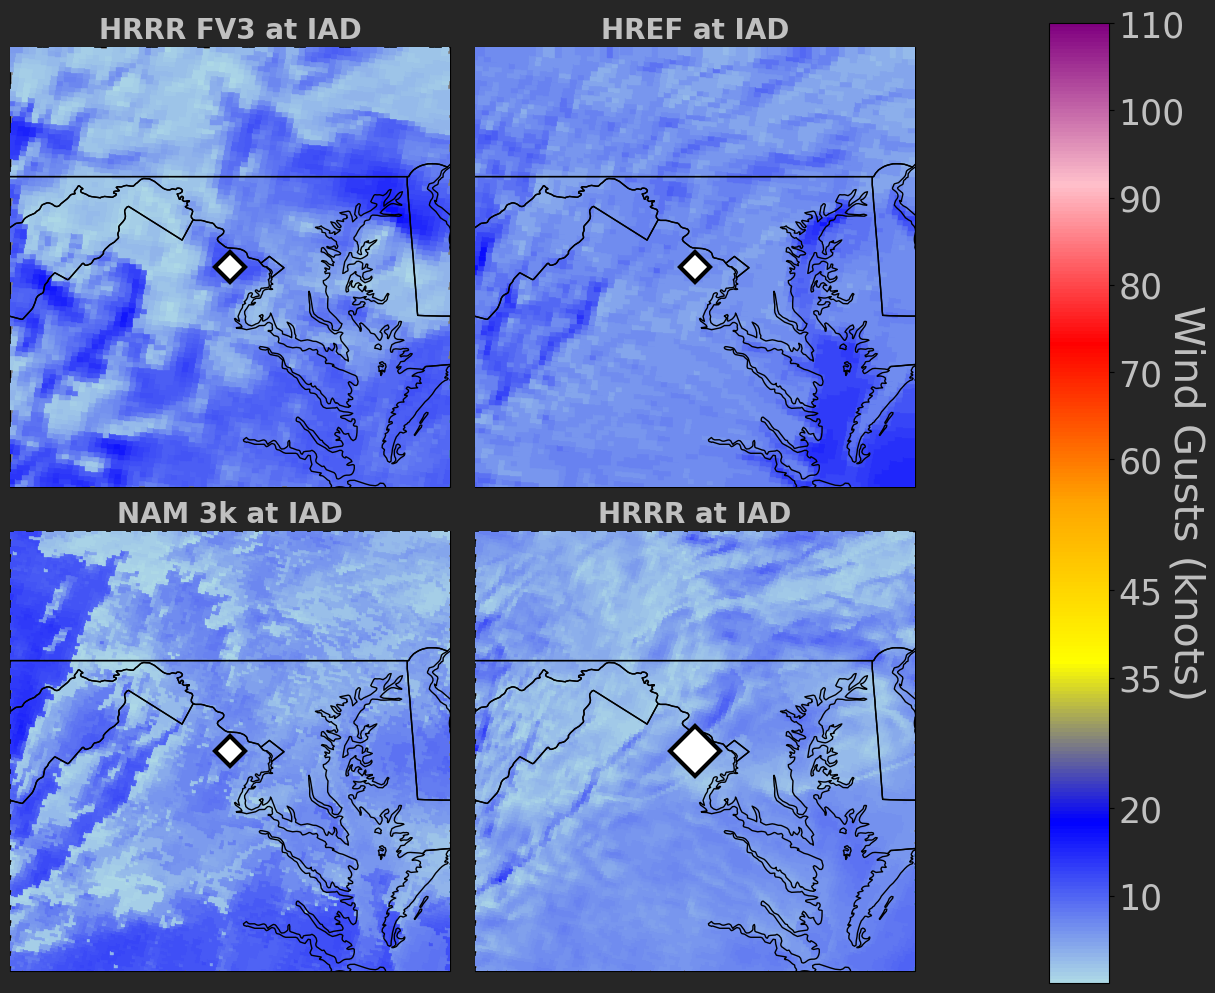 HRRR FV3 at IAD
HREF at IAD
NAM 3k at IAD
HRRR at IAD
110
100
90
80
70
60
45
35
20
10
Wind Gusts (knots)